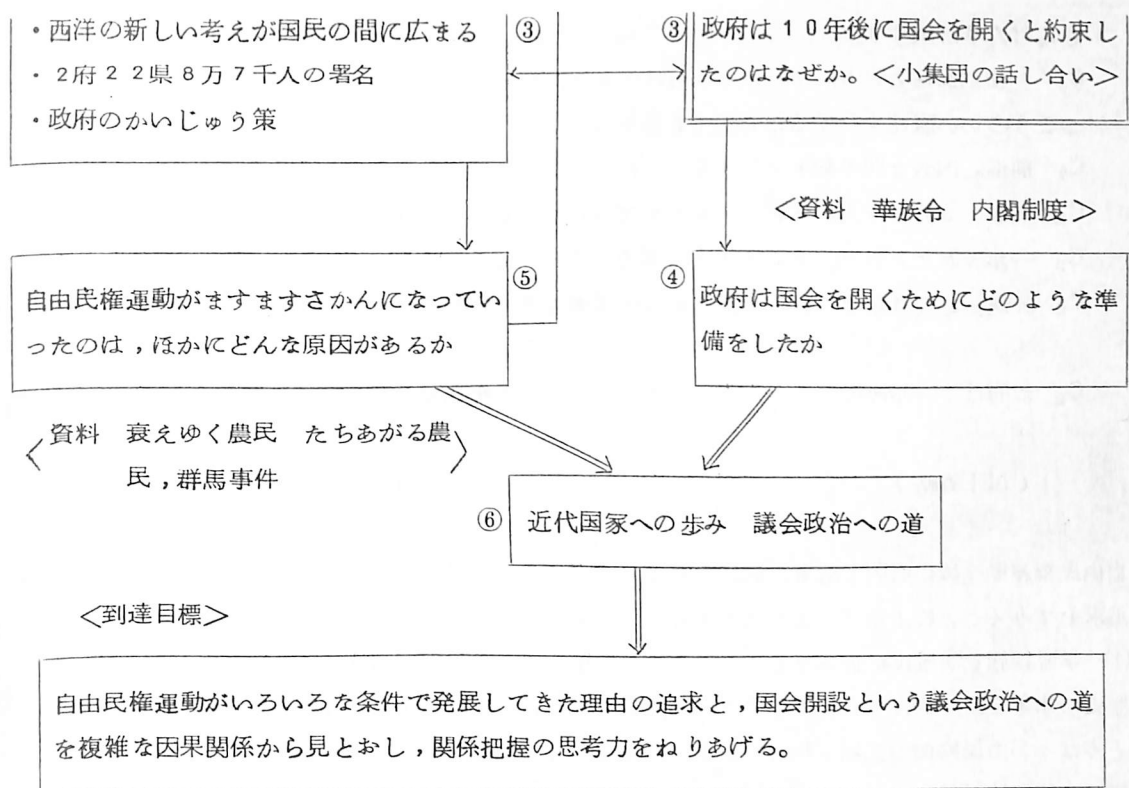 ・西洋の新しい考えが国民の間に広まる
・2府22県8万7千人の署名
・政府のかいじゅう策
③
③
政府は10年後に国会を開くと約束し
たのはなぜか。＜小集団の話し合い＞
＜資料　華族令　内閣制度＞
自由民権運動がますますさかんになってい
ったのは，ほかにどんな原因があるか
⑤
④
政府は国会を開くためにどのような準
備をしたか
資料　衰えゆく農民　たちあがる農
民，群馬事件
⑥
近代国家への歩み　議会政治への道
＜到達目標＞
自由民権運動がいろいろな条件で発展してきた理由の追求と，国会開設という議会政治への道
を複雑な因果関係から見とおし，関係把握の思考力をねりあげる。